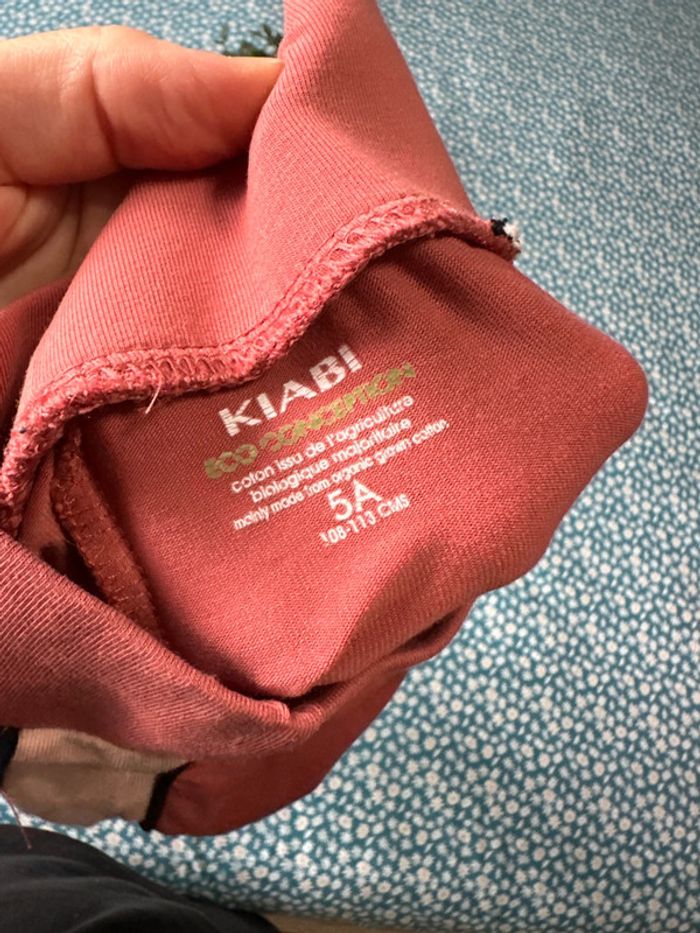 KIABI
ECO CONCEPTION
coton issu de l'agriculture
biologique majoritaire
mainly made from organic grown cotton.
5A
108-113 CMS